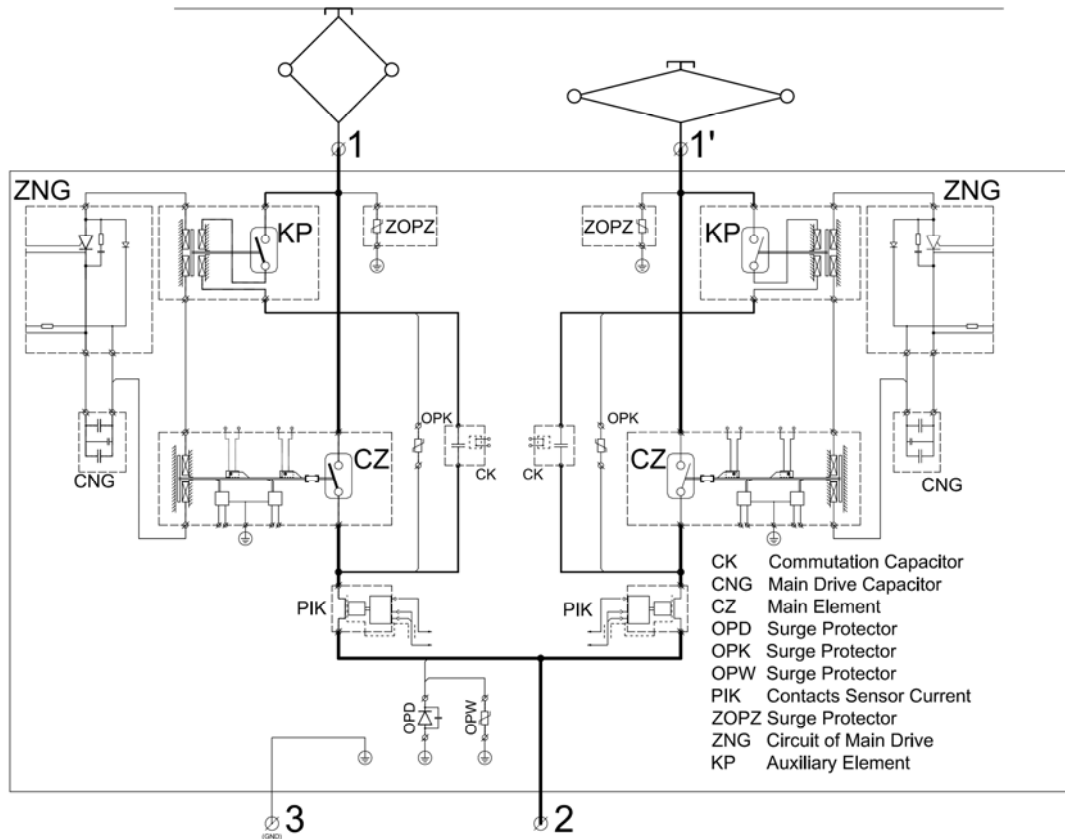 1
1'
ZNG
KP
ZOPZ
ZOPZ
KP
ZNG
OPK
OPK
CZ
CK
CK
CZ
CNG
CNG
PIK
PIK
OPD
OPW
CK Commutation Capacitor
CNG Main Drive Capacitor
CZ Main Element
OPD Surge Protector
OPK Surge Protector
OPW Surge Protector
PIK Contacts Sensor Current
ZOPZ Surge Protector
ZNG Circuit of Main Drive
KP Auxiliary Element
3
(GND)
2